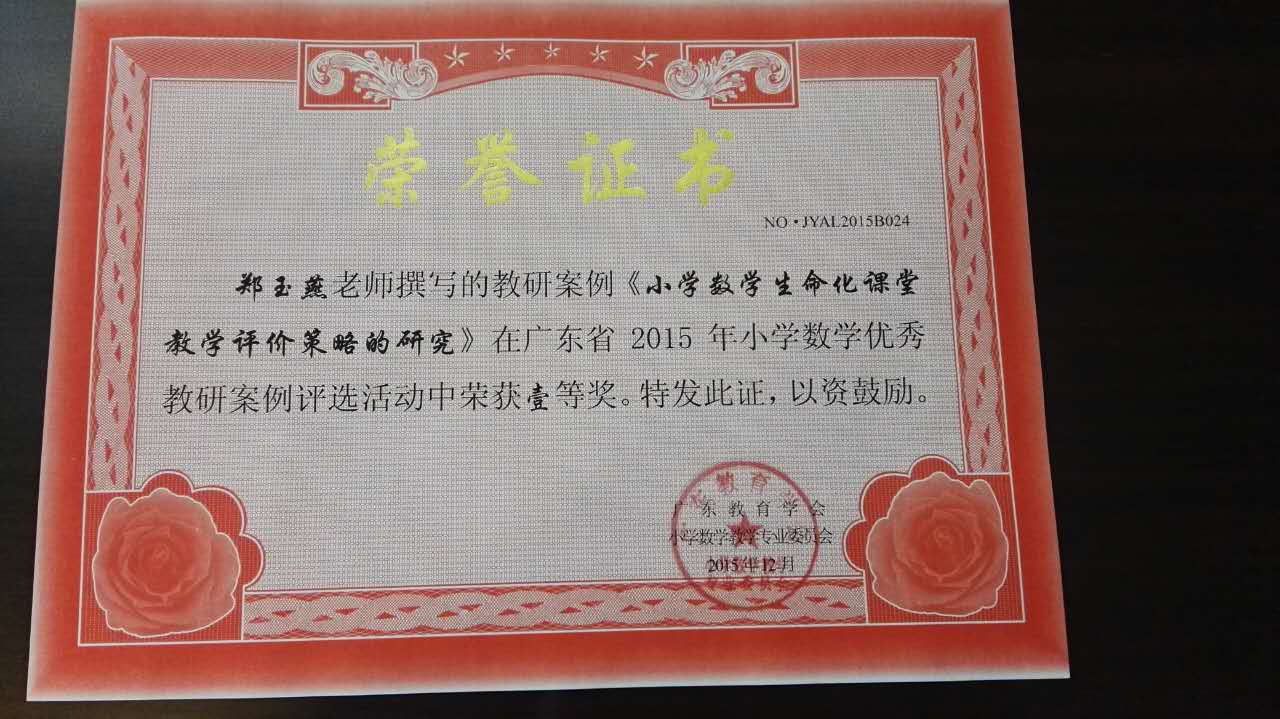 荣誉证书
NO·JYAL2015B024
郑玉燕老师撰写的教研案例《小学数学生命化课堂
教学评价策略的研究》在广东省 2015 年小学数学优秀
教研案例评选活动中荣获壹等奖。特发此证，以资鼓励。
广东教育学会
小学数学教学专业委员会
2015年12月